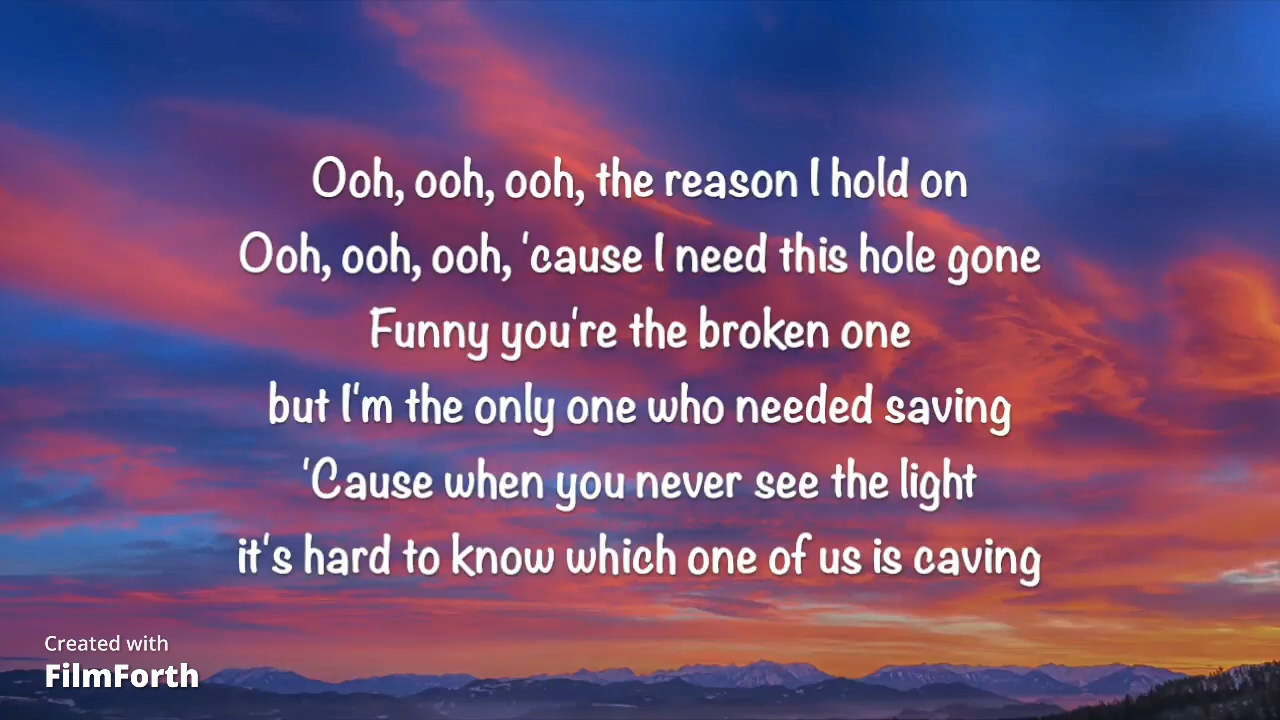 Ooh, ooh, ooh, the reason I hold on
Ooh, ooh, ooh, 'cause I need this hole gone
Funny you're the broken one
but I'm the only one who needed saving
'Cause when you never see the light
it's hard to know which one of us is caving
Created with
FilmForth